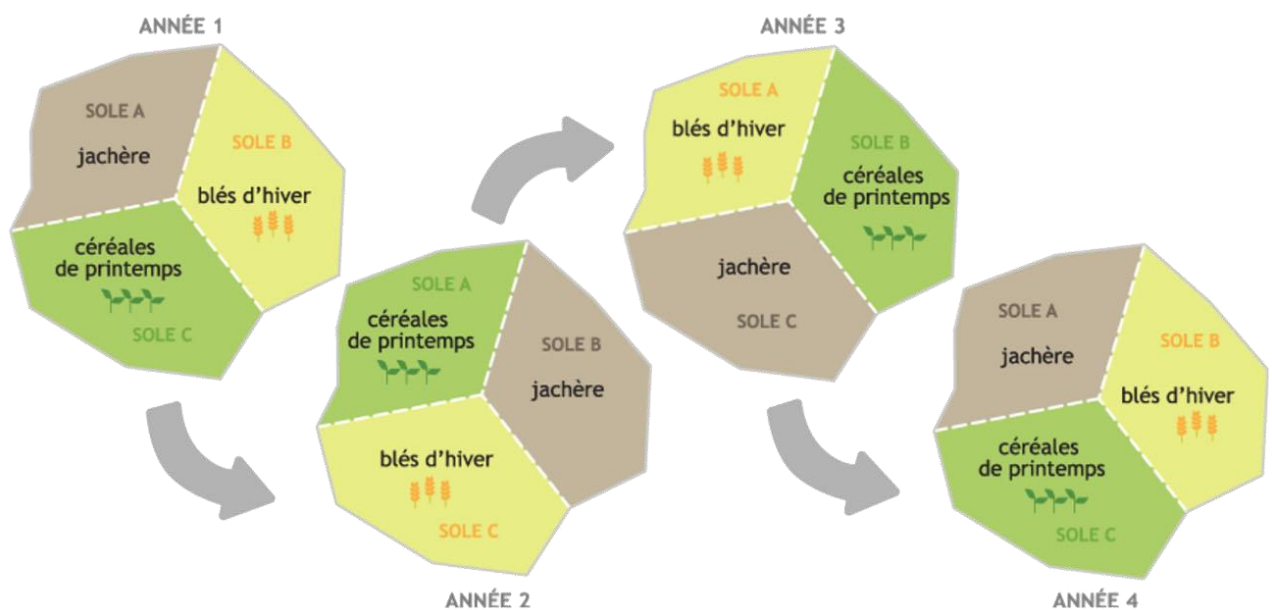 ANNÉE 1
SOLE A
jachère
SOLE B
blés d'hiver
céréales
de printemps
SOLE C
SOLE A
céréales
de printemps
SOLE B
jachère
blés d'hiver
SOLE C
ANNÉE 2
ANNÉE 3
SOLE A
blés d'hiver
SOLE B
céréales
de printemps
jachère
SOLE C
SOLE A
jachère
SOLE B
blés d'hiver
céréales
de printemps
SOLE C
ANNÉE 4